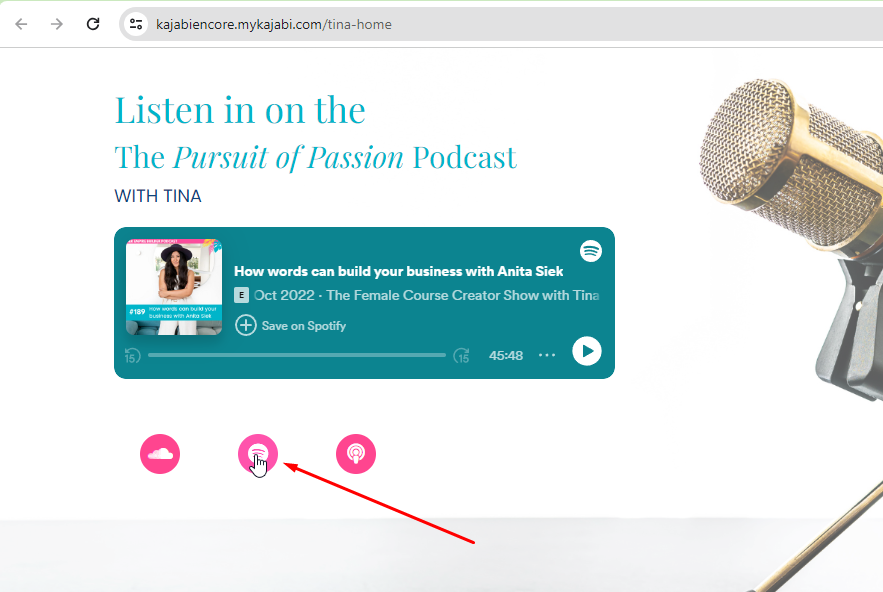 kajabiencore.mykajabi.com/tina-home
Listen in on the
The Pursuit of Passion Podcast
WITH TINA
How words can build your business with Anita Siek
E Oct 2022 · The Female Course Creator Show with Tina
#189 How words can build your
business with Anita Siek
Save on Spotify
15
15
45:48